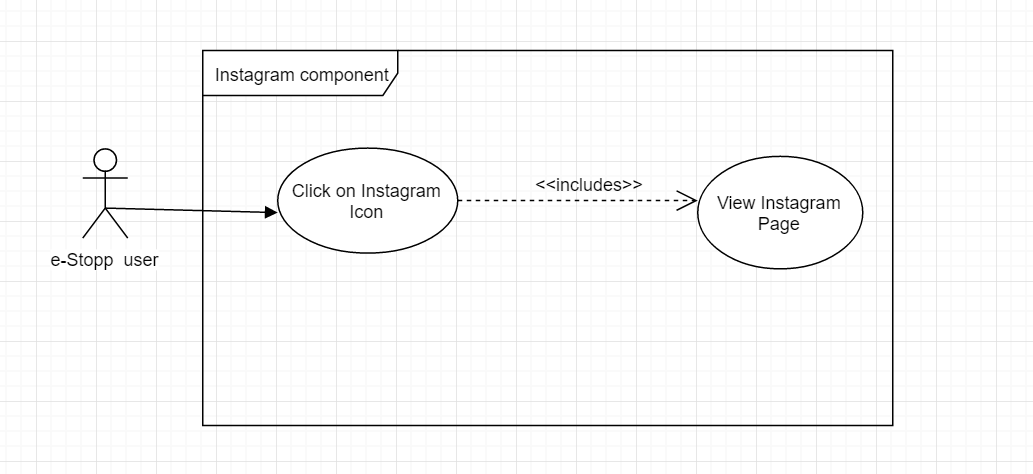 Instagram component
Click on Instagram
Icon
<<includes>>
View Instagram
Page
e-Stopp  user